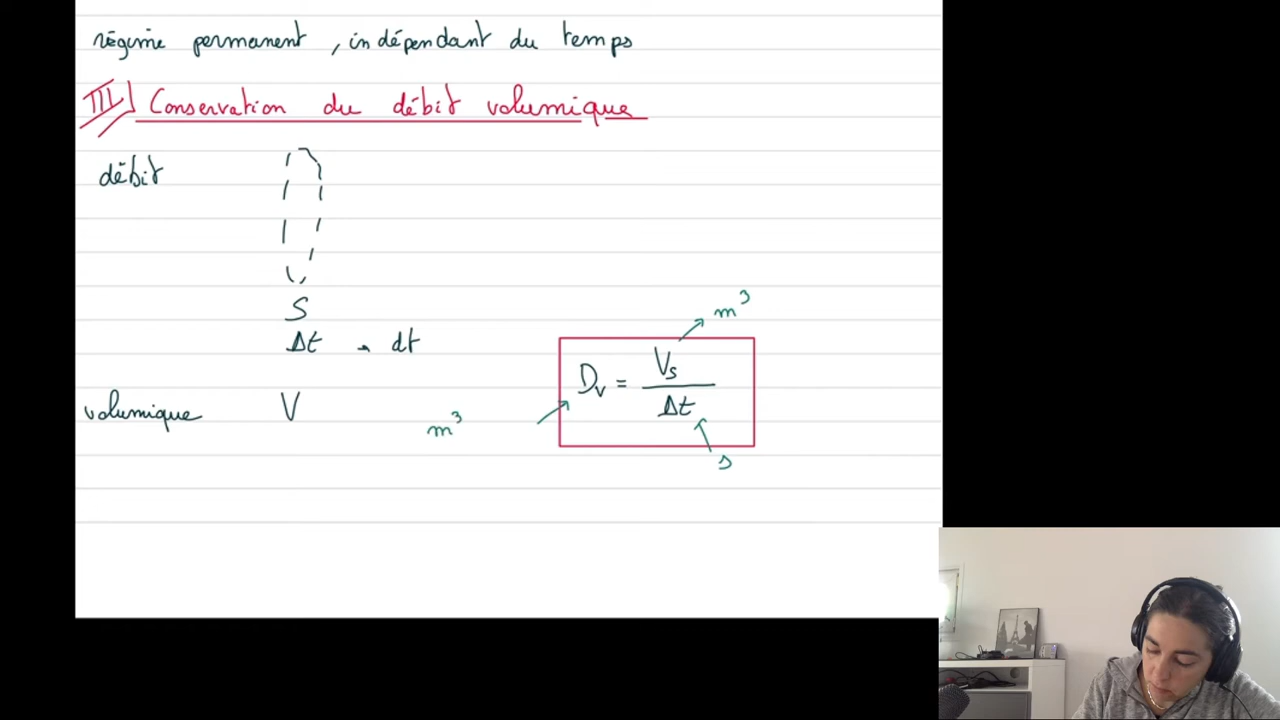 régime permanent, indépendant du temps
III) Conservation du débit volumique
débit
S
Δt dt
m³
Dv = Vs / Δt
volumique V
m³
s